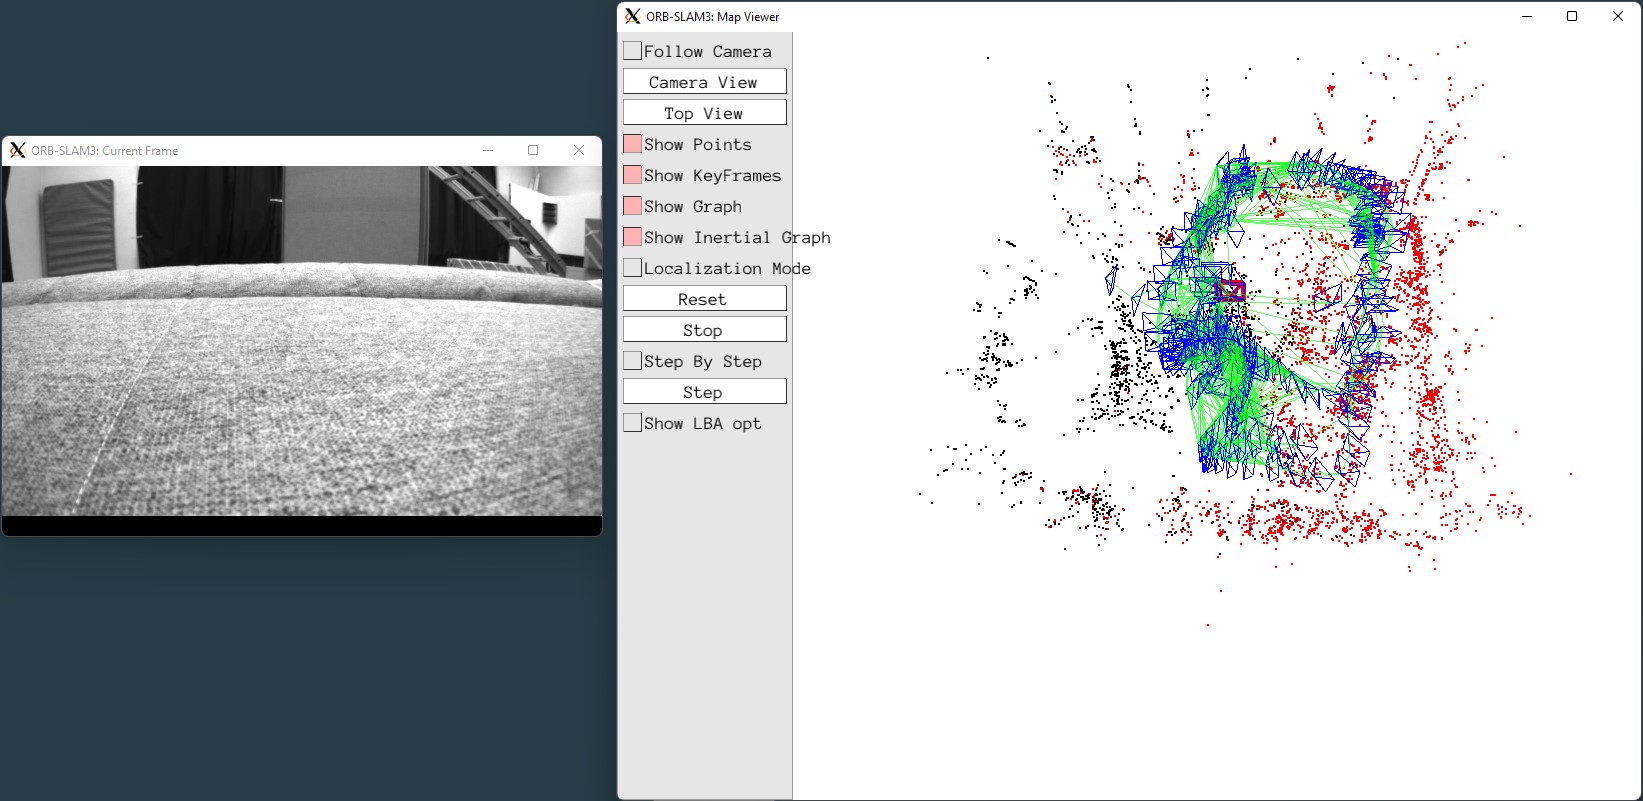 ORB-SLAM3: Current Frame
ORB-SLAM3: Map Viewer
Follow Camera
Camera View
Top View
Show Points
Show KeyFrames
Show Graph
Show Inertial Graph
Localization Mode
Reset
Stop
Step By Step
Step
Show LBA opt